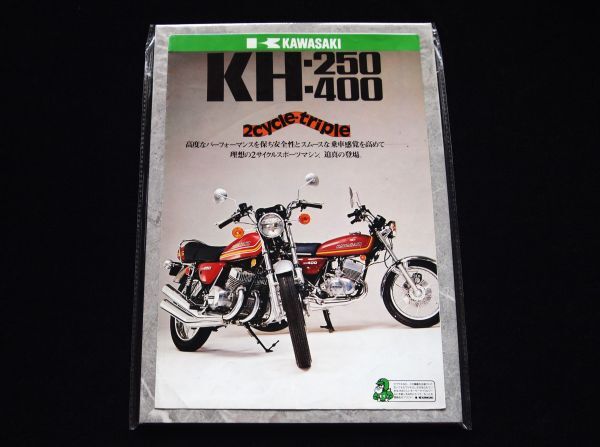 KAWASAKI
KH-250
-400
2cycle-triple
高度なパーフォーマンスを保ち安全性とスムースな乗車感覚を高めて
理想の2サイクルスポーツマシン、迫真の登場。